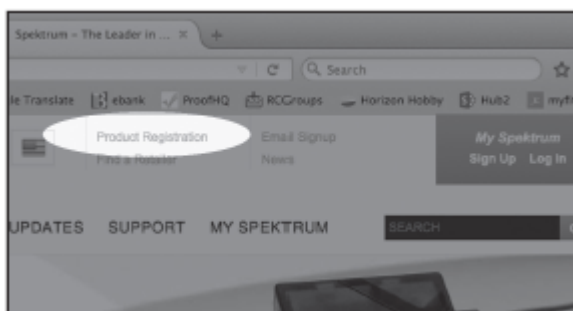 Spektrum - The Leader in ... × +
Search
le Translate ebank ProofHQ RCGroups Horizon Hobby Hub2 myfl
Product Registration Email Signup My Spektrum
Find a Retailer News Sign Up Log In
UPDATES SUPPORT MY SPEKTRUM SEARCH